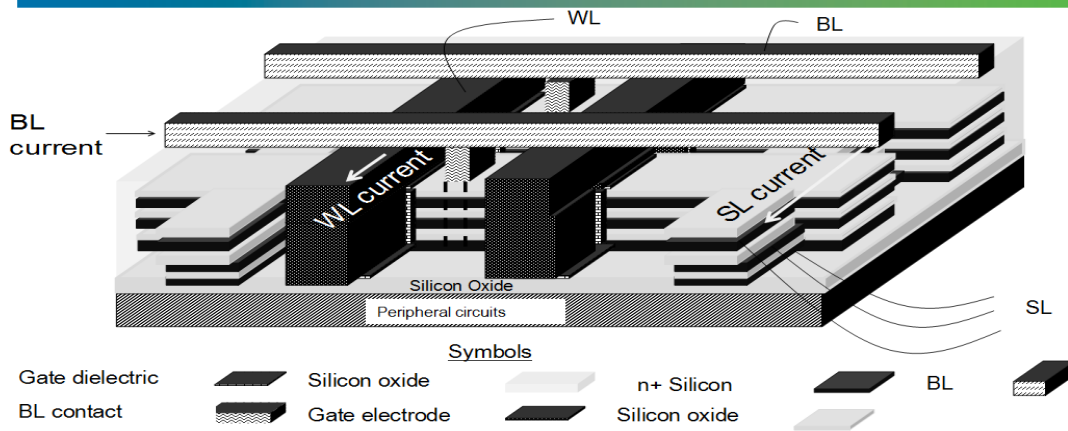 WL
BL
BL
current
WL current
SL current
Silicon Oxide
Peripheral circuits
SL
Symbols
Gate dielectric
Silicon oxide
n+ Silicon
BL
BL contact
Gate electrode
Silicon oxide